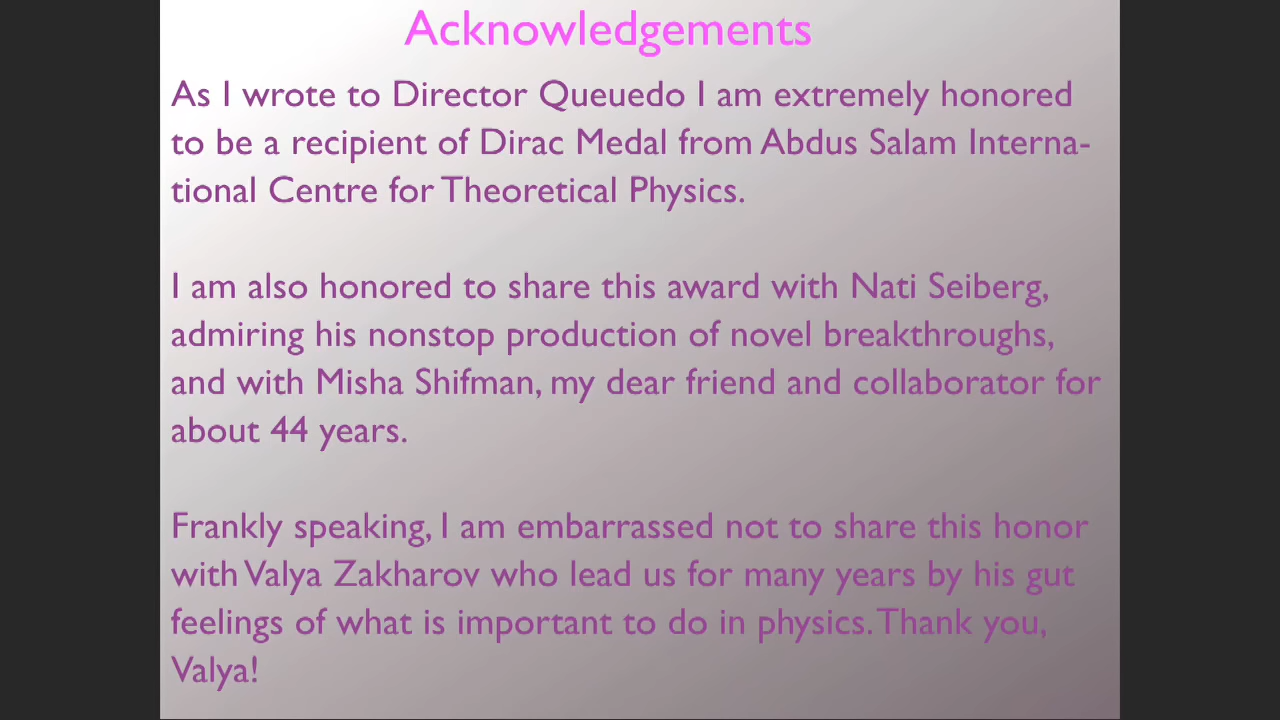 Acknowledgements
As I wrote to Director Queuedo I am extremely honored
to be a recipient of Dirac Medal from Abdus Salam Interna-
tional Centre for Theoretical Physics.
I am also honored to share this award with Nati Seiberg,
admiring his nonstop production of novel breakthroughs,
and with Misha Shifman, my dear friend and collaborator for
about 44 years.
Frankly speaking, I am embarrassed not to share this honor
with Valya Zakharov who lead us for many years by his gut
feelings of what is important to do in physics. Thank you,
Valya!